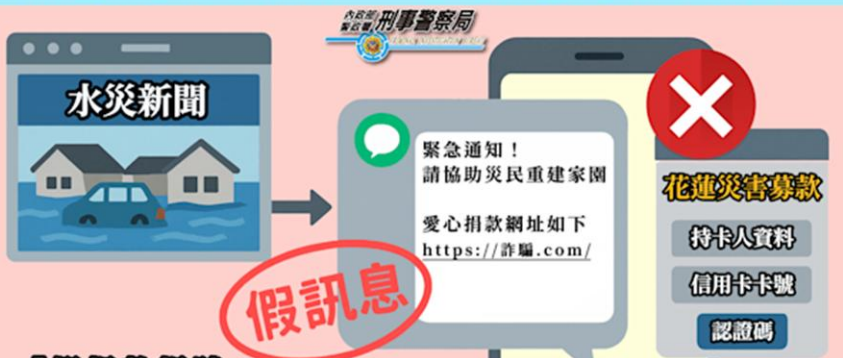 內政部
警政署
刑事警察局
水災新聞
緊急通知！
請協助災民重建家園
愛心捐款網址如下
https://詐騙.com/
假訊息
花蓮災害募款
持卡人資料
信用卡卡號
認證碼